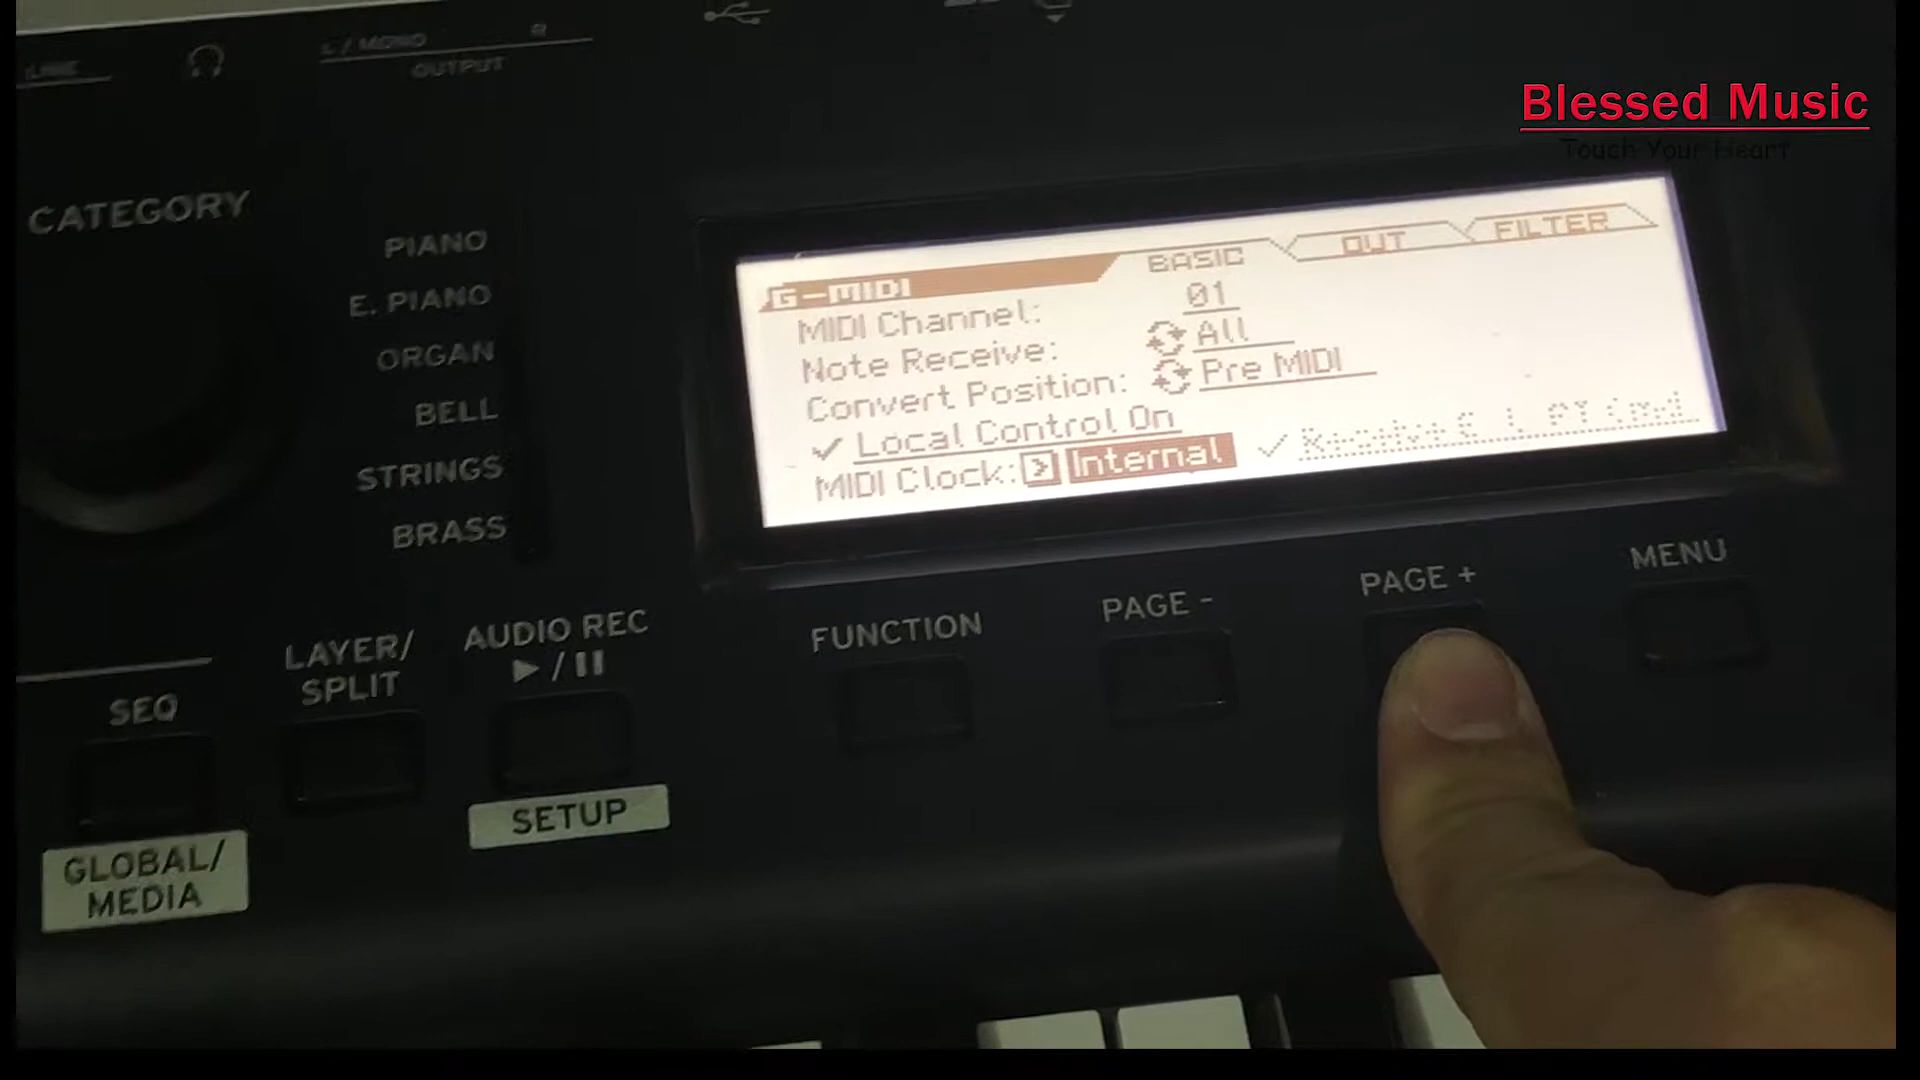 L / MONO
R
OUTPUT
Blessed Music
Touch Your Heart
CATEGORY
PIANO
E. PIANO
ORGAN
BELL
STRINGS
BRASS
G-MIDI
BASIC
OUT
FILTER
MIDI Channel: 01
Note Receive: All
Convert Position: Pre MIDI
✓ Local Control On
MIDI Clock: > Internal ✓ Receive
SEQ
LAYER/
SPLIT
AUDIO REC
▶/II
FUNCTION
PAGE -
PAGE +
MENU
SETUP
GLOBAL/
MEDIA